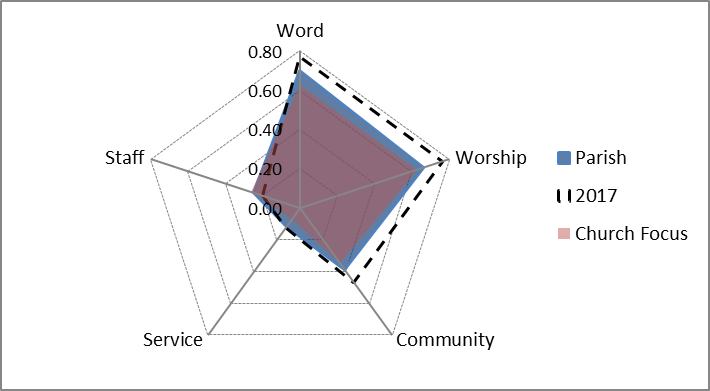 Word
0.80
0.60
0.40
0.20
0.00
Staff
Worship
Service
Community
Parish
2017
Church Focus